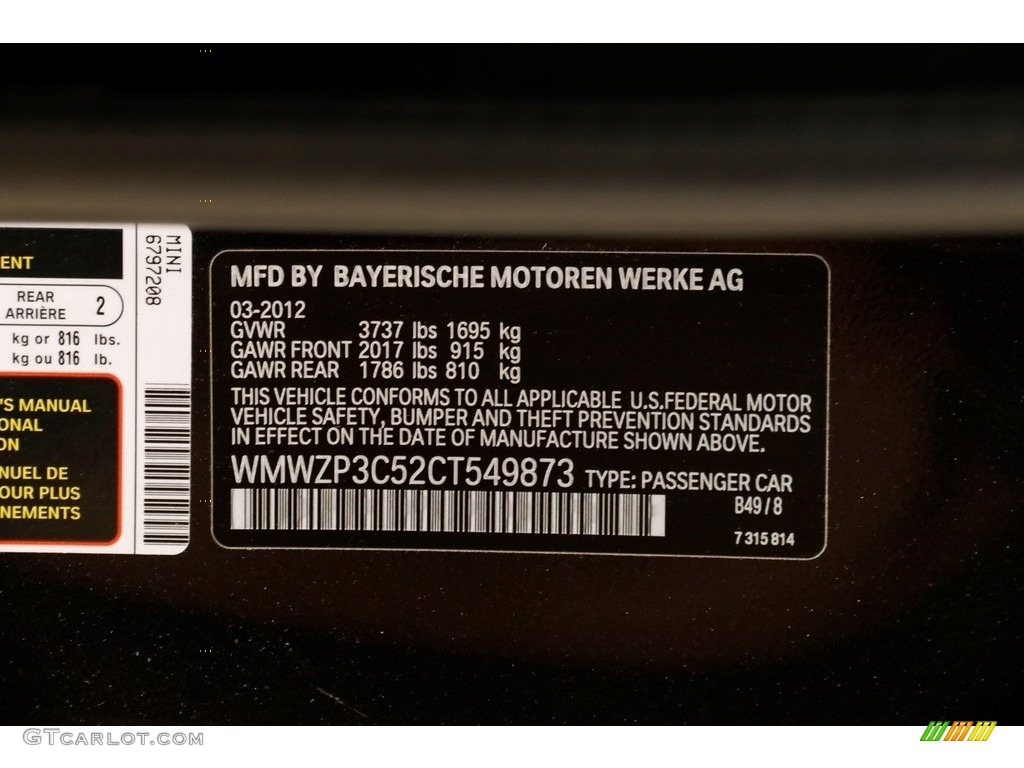 ENT
REAR
ARRIÈRE 2
kg or 816 lbs.
kg ou 816 lb.
'S MANUAL
ONAL
ON
NUEL DE
OUR PLUS
NEMENTS
MINI
6797208
MFD BY BAYERISCHE MOTOREN WERKE AG
03-2012
GVWR 3737 lbs 1695 kg
GAWR FRONT 2017 lbs 915 kg
GAWR REAR 1786 lbs 810 kg
THIS VEHICLE CONFORMS TO ALL APPLICABLE U.S.FEDERAL MOTOR
VEHICLE SAFETY, BUMPER AND THEFT PREVENTION STANDARDS
IN EFFECT ON THE DATE OF MANUFACTURE SHOWN ABOVE.
WMWZP3C52CT549873 TYPE: PASSENGER CAR
B49/8
7 315 814
GTCarLot.com